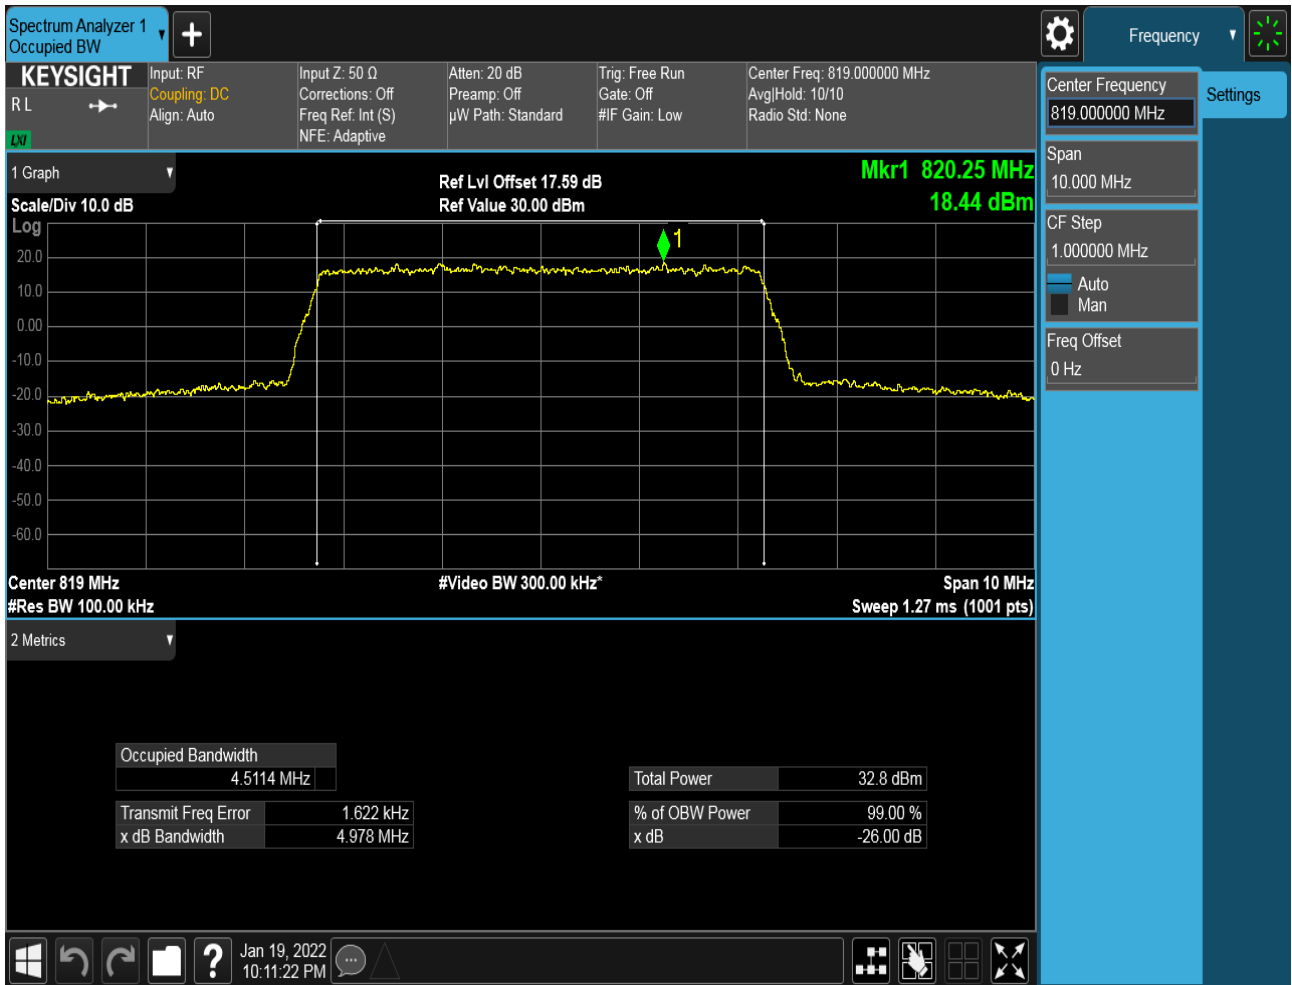 Spectrum Analyzer 1
Occupied BW
Frequency
KEYSIGHT
R L
LXI
Input: RF
Coupling: DC
Align: Auto
Input Z: 50 Ω
Corrections: Off
Freq Ref: Int (S)
NFE: Adaptive
Atten: 20 dB
Preamp: Off
µW Path: Standard
Trig: Free Run
Gate: Off
#IF Gain: Low
Center Freq: 819.000000 MHz
Avg|Hold: 10/10
Radio Std: None
Center Frequency
819.000000 MHz
Settings
Span
10.000 MHz
CF Step
1.000000 MHz
Auto
Man
Freq Offset
0 Hz
1 Graph
Scale/Div 10.0 dB
Log
Ref Lvl Offset 17.59 dB
Ref Value 30.00 dBm
Mkr1 820.25 MHz
18.44 dBm
1
20.0
10.0
0.00
-10.0
-20.0
-30.0
-40.0
-50.0
-60.0
Center 819 MHz
#Video BW 300.00 kHz*
Span 10 MHz
#Res BW 100.00 kHz
Sweep 1.27 ms (1001 pts)
2 Metrics
Occupied Bandwidth
4.5114 MHz
Total Power 32.8 dBm
Transmit Freq Error 1.622 kHz
% of OBW Power 99.00 %
x dB Bandwidth 4.978 MHz
x dB -26.00 dB
?
Jan 19, 2022
10:11:22 PM